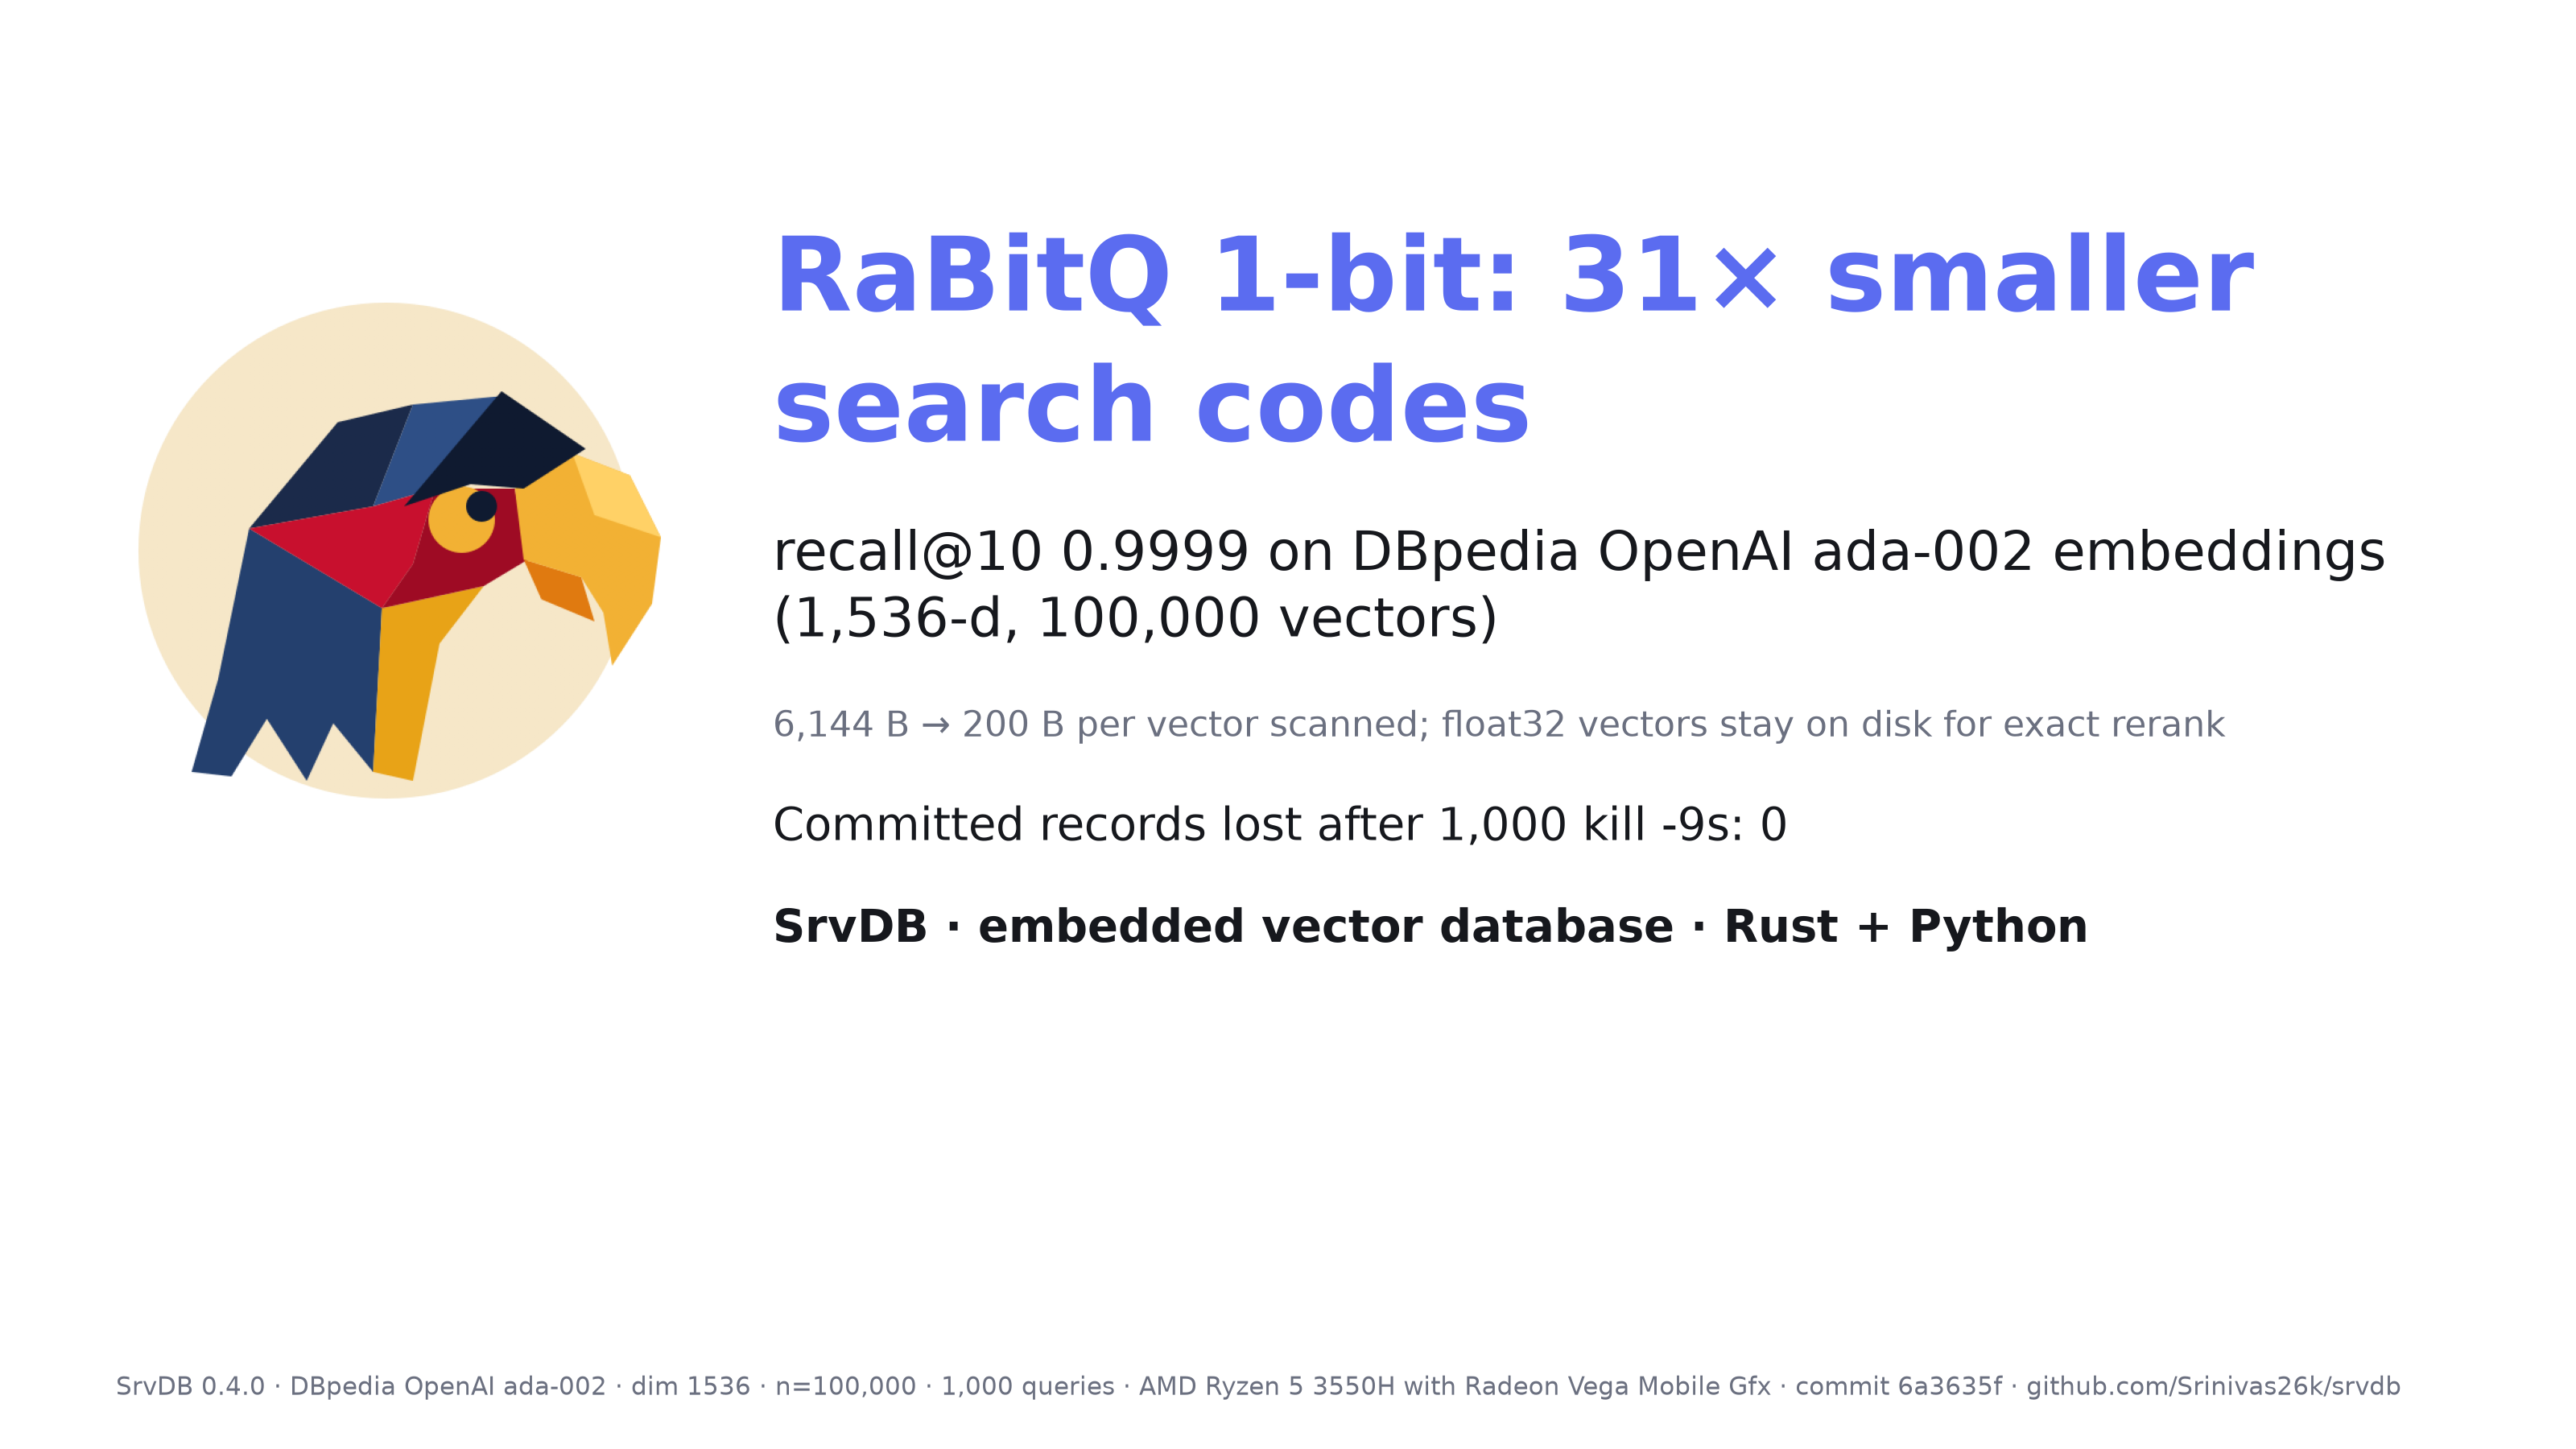 RaBitQ 1-bit: 31× smaller
search codes
recall@10 0.9999 on DBpedia OpenAI ada-002 embeddings
(1,536-d, 100,000 vectors)
6,144 B → 200 B per vector scanned; float32 vectors stay on disk for exact rerank
Committed records lost after 1,000 kill -9s: 0
SrvDB · embedded vector database · Rust + Python
SrvDB 0.4.0 · DBpedia OpenAI ada-002 · dim 1536 · n=100,000 · 1,000 queries · AMD Ryzen 5 3550H with Radeon Vega Mobile Gfx · commit 6a3635f · github.com/Srinivas26k/srvdb